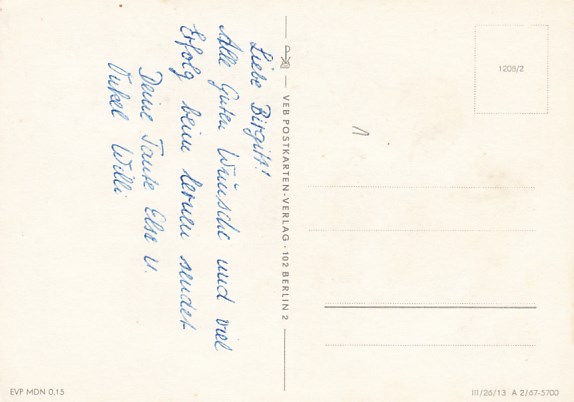 Liebe Birgitt!
Alle Guten Wünsche und viel
Erfolg beim lernen sendet
Deine Tante Else u.
Onkel Willi
VEB POSTKARTEN-VERLAG · 102 BERLIN 2
1208/2
1
EVP MDN 0,15
III/26/13 A 2/67-5700